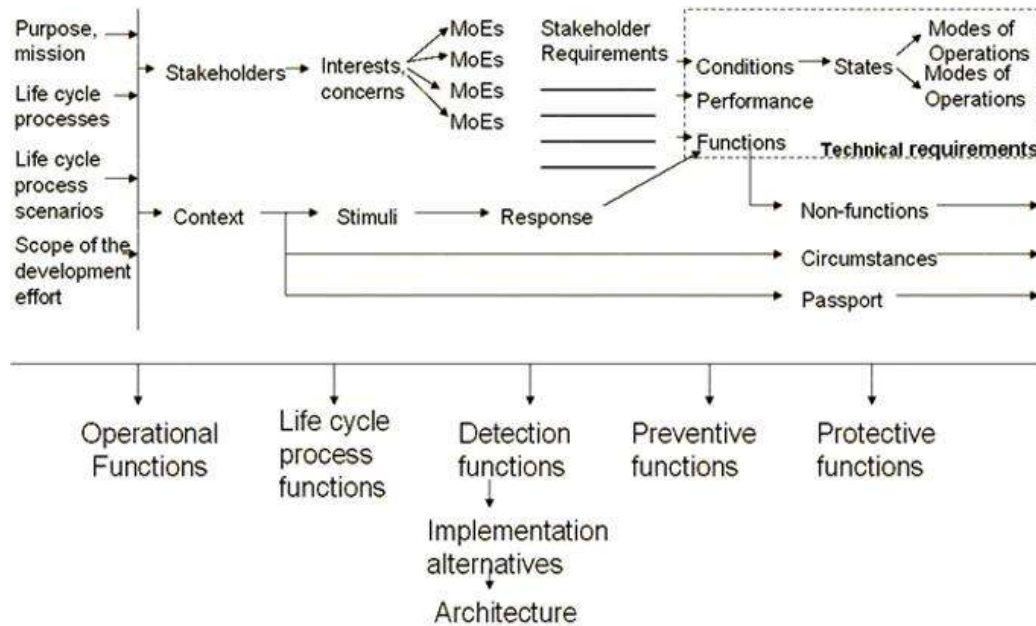 Purpose,
mission
Life cycle
processes
Life cycle
process
scenarios
Scope of the
development
effort
Stakeholders
Interests,
concerns
MoEs
MoEs
MoEs
MoEs
Stakeholder
Requirements
Conditions
States
Modes of
Operations
Modes of
Operations
Performance
Functions
Technical requirements
Context
Stimuli
Response
Non-functions
Circumstances
Passport
Operational
Functions
Life cycle
process
functions
Detection
functions
Preventive
functions
Protective
functions
Implementation
alternatives
Architecture